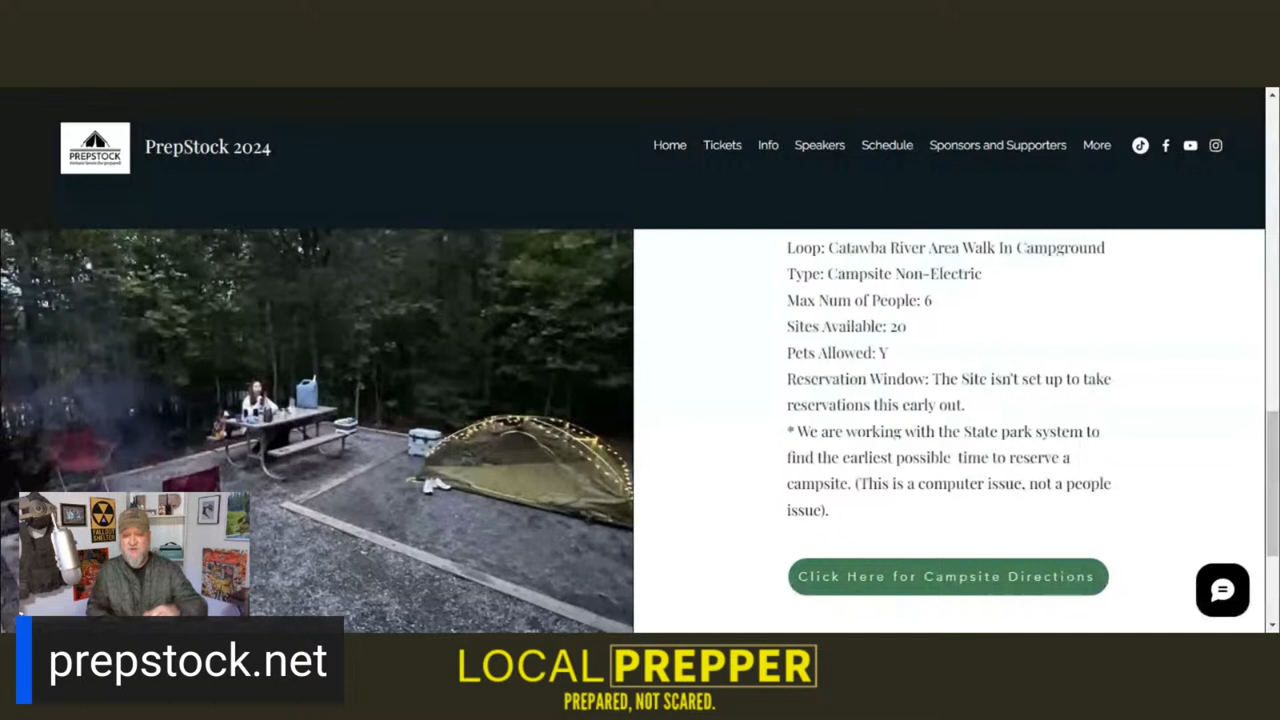 PREPSTOCK
PrepStock 2024
Home
Tickets
Info
Speakers
Schedule
Sponsors and Supporters
More
Loop: Catawba River Area Walk In Campground
Type: Campsite Non-Electric
Max Num of People: 6
Sites Available: 20
Pets Allowed: Y
Reservation Window: The Site isn't set up to take
reservations this early out.
* We are working with the State park system to
find the earliest possible time to reserve a
campsite. (This is a computer issue, not a people
issue).
Click Here for Campsite Directions
FALLOUT
SHELTER
prepstock.net
LOCAL PREPPER
PREPARED, NOT SCARED.